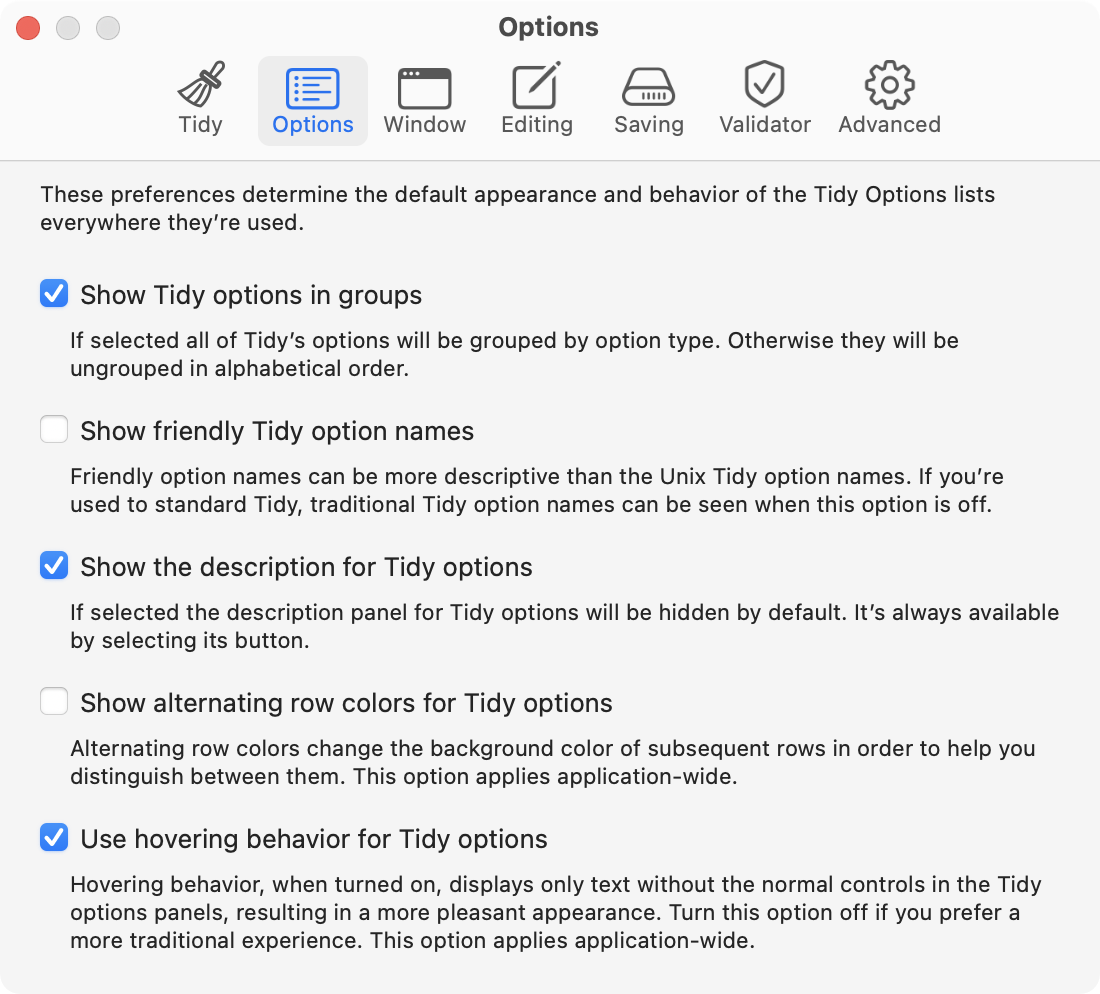 Options
Tidy
Options
Window
Editing
Saving
Validator
Advanced
These preferences determine the default appearance and behavior of the Tidy Options lists
everywhere they’re used.
Show Tidy options in groups
If selected all of Tidy’s options will be grouped by option type. Otherwise they will be
ungrouped in alphabetical order.
Show friendly Tidy option names
Friendly option names can be more descriptive than the Unix Tidy option names. If you’re
used to standard Tidy, traditional Tidy option names can be seen when this option is off.
Show the description for Tidy options
If selected the description panel for Tidy options will be hidden by default. It’s always available
by selecting its button.
Show alternating row colors for Tidy options
Alternating row colors change the background color of subsequent rows in order to help you
distinguish between them. This option applies application-wide.
Use hovering behavior for Tidy options
Hovering behavior, when turned on, displays only text without the normal controls in the Tidy
options panels, resulting in a more pleasant appearance. Turn this option off if you prefer a
more traditional experience. This option applies application-wide.